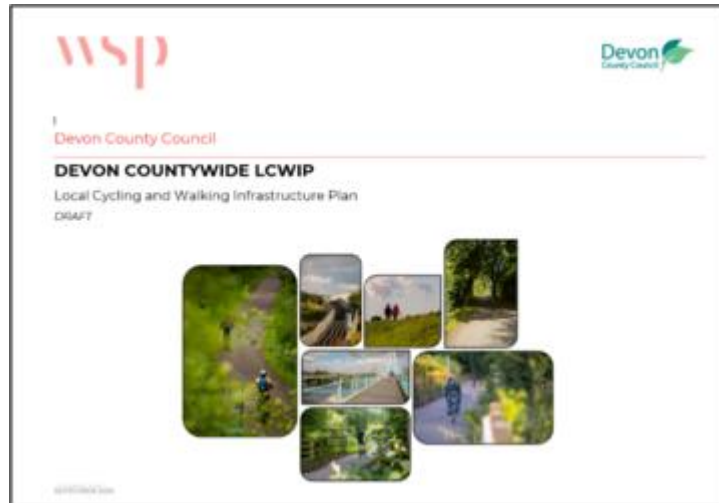 wsp
Devon
County Council
Devon County Council
DEVON COUNTYWIDE LCWIP
Local Cycling and Walking Infrastructure Plan
DRAFT